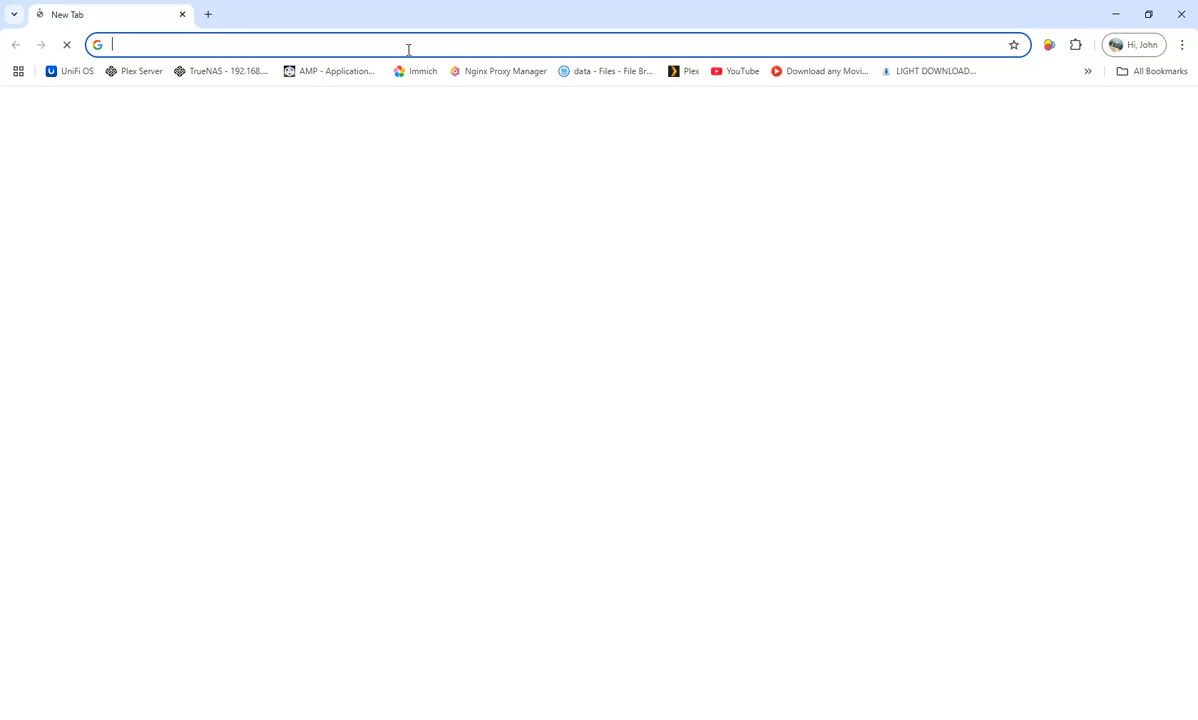 New Tab
Hi, John
UniFi OS Plex Server TrueNAS - 192.168.... AMP - Application... Immich Nginx Proxy Manager data - Files - File Br... Plex YouTube Download any Movi... LIGHT DOWNLOAD... All Bookmarks